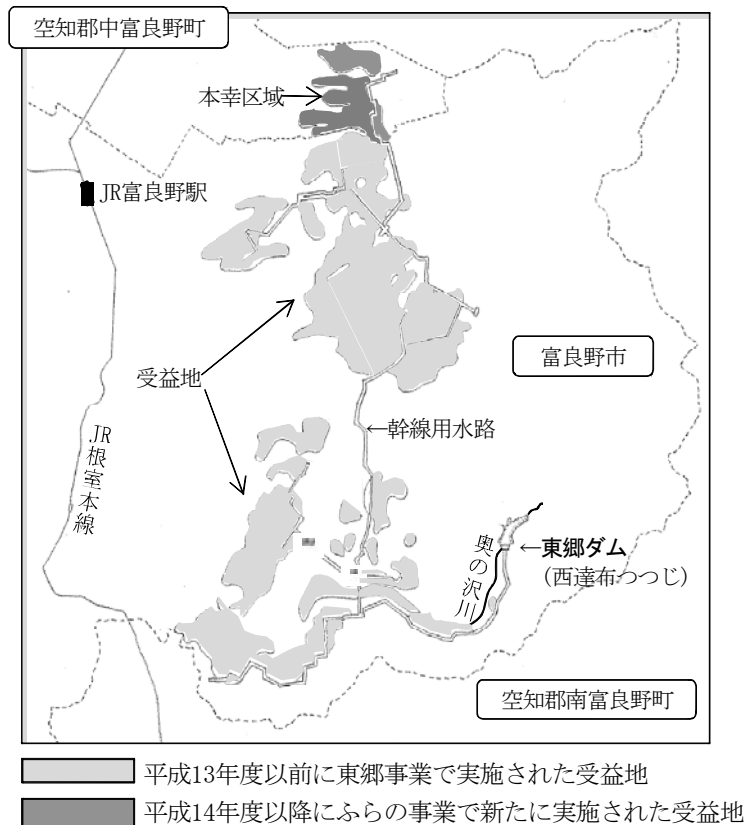 空知郡中富良野町
本幸区域
JR富良野駅
富良野市
受益地
幹線用水路
JR根室本線
奥の沢川
←東郷ダム
(西達布つつじ)
空知郡南富良野町
平成13年度以前に東郷事業で実施された受益地
平成14年度以降にふらの事業で新たに実施された受益地